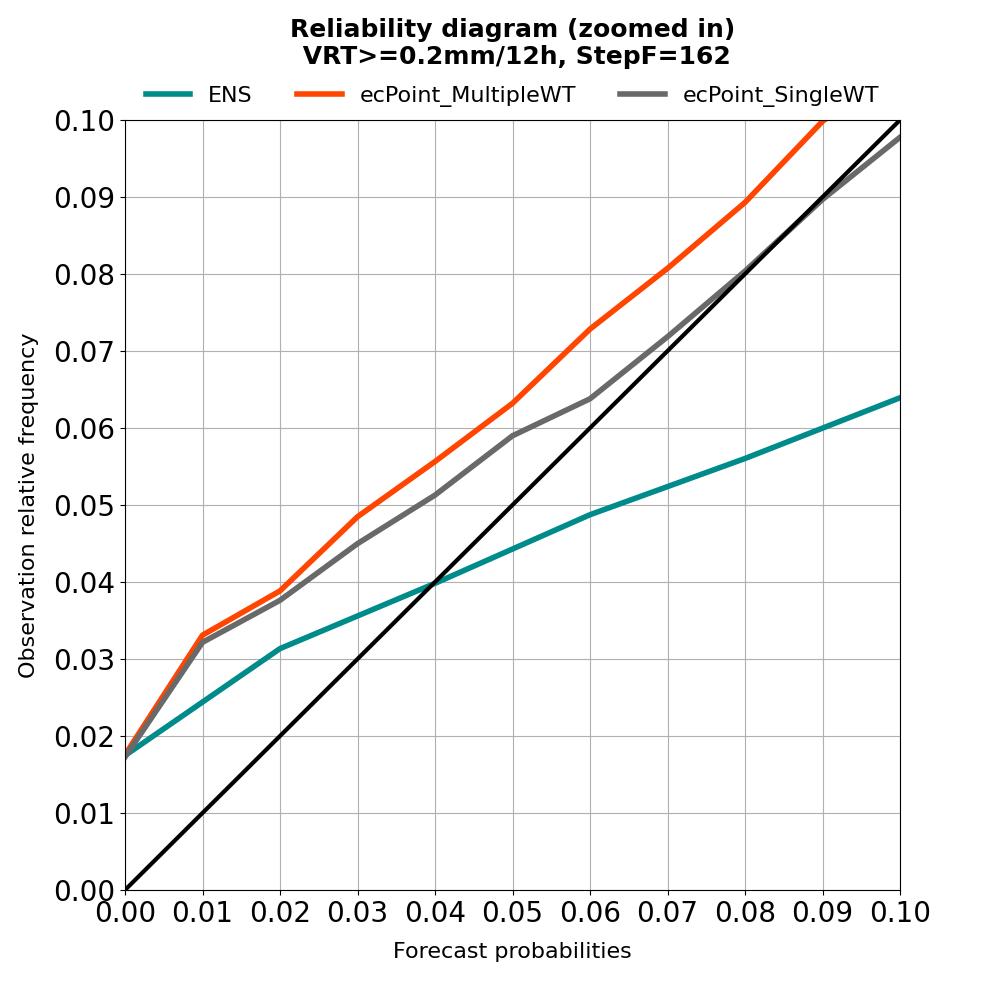 Reliability diagram (zoomed in)
VRT>=0.2mm/12h, StepF=162
ENS ecPoint_MultipleWT ecPoint_SingleWT
0.10
0.09
0.08
0.07
0.06
0.05
0.04
0.03
0.02
0.01
0.00
Observation relative frequency
0.00 0.01 0.02 0.03 0.04 0.05 0.06 0.07 0.08 0.09 0.10
Forecast probabilities